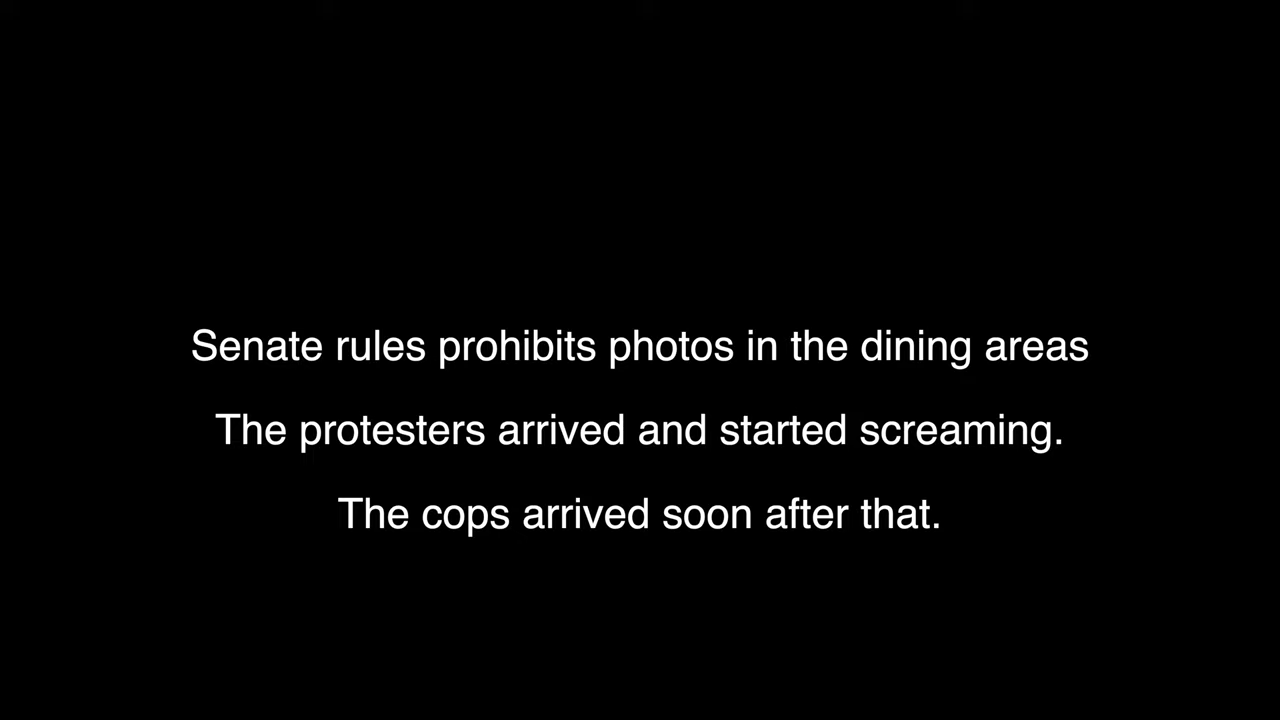 Senate rules prohibits photos in the dining areas
The protesters arrived and started screaming.
The cops arrived soon after that.